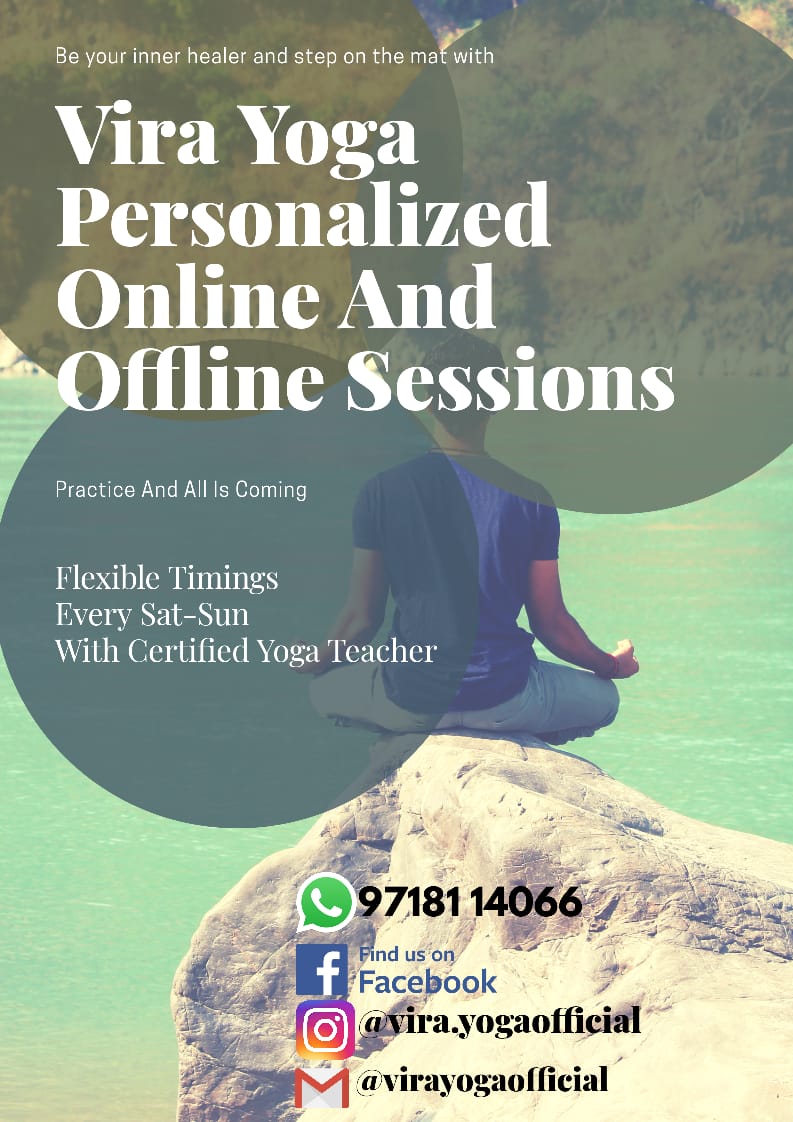 Be your inner healer and step on the mat with
Vira Yoga
Personalized
Online And
Offline Sessions
Practice And All Is Coming
Flexible Timings
Every Sat-Sun
With Certified Yoga Teacher
97181 14066
Find us on
Facebook
@vira.yogaofficial
@virayogaofficial